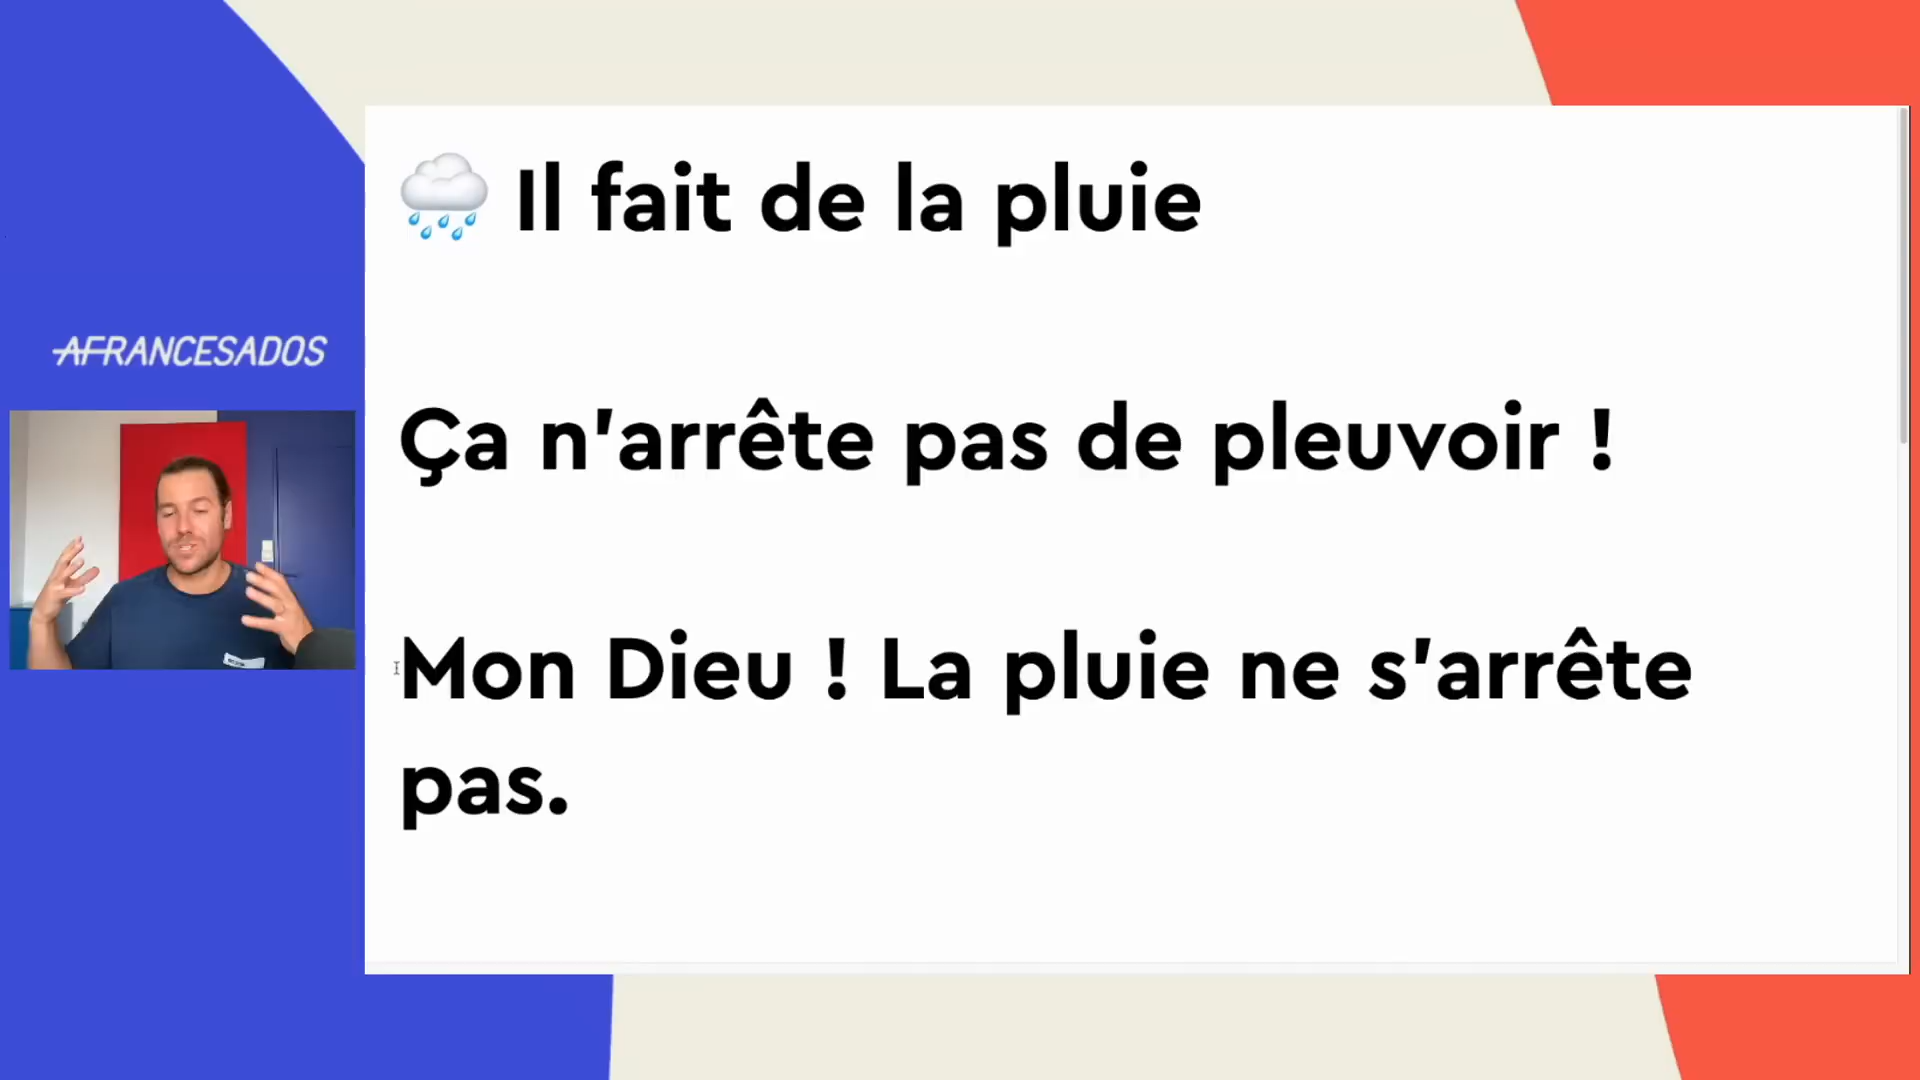 🌧️ Il fait de la pluie
AFRANCESADOS
Ça n'arrête pas de pleuvoir !
Mon Dieu ! La pluie ne s'arrête
pas.